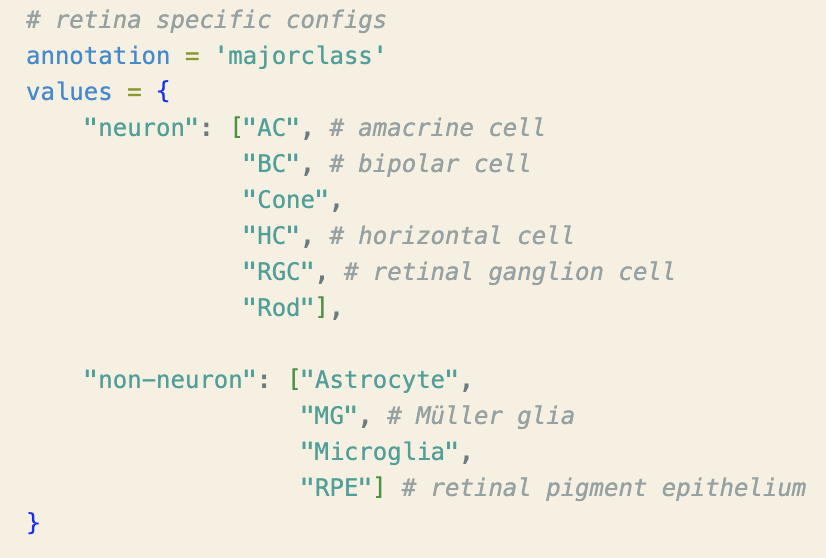 # retina specific configs
annotation = 'majorclass'
values = {
    "neuron": ["AC", # amacrine cell
               "BC", # bipolar cell
               "Cone",
               "HC", # horizontal cell
               "RGC", # retinal ganglion cell
               "Rod"],

    "non-neuron": ["Astrocyte",
                   "MG", # Müller glia
                   "Microglia",
                   "RPE"] # retinal pigment epithelium
}